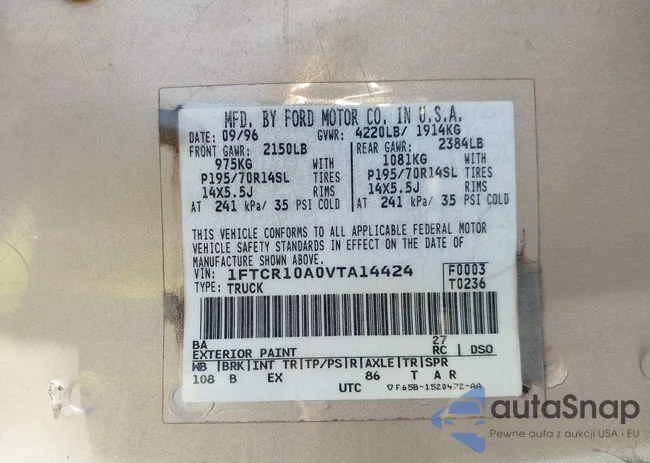 MFD. BY FORD MOTOR CO. IN U.S.A.
DATE: 09/96 GVWR: 4220LB/ 1914KG
FRONT GAWR: 2150LB REAR GAWR: 2384LB
975KG WITH 1081KG WITH
P195/70R14SL TIRES P195/70R14SL TIRES
14X5.5J RIMS 14X5.5J RIMS
AT 241 kPa/ 35 PSI COLD AT 241 kPa/ 35 PSI COLD
THIS VEHICLE CONFORMS TO ALL APPLICABLE FEDERAL MOTOR
VEHICLE SAFETY STANDARDS IN EFFECT ON THE DATE OF
MANUFACTURE SHOWN ABOVE.
VIN: 1FTCR10A0VTA14424 F0003
TYPE: TRUCK T0236
BA 27
EXTERIOR PAINT RC DSO
WB BRK INT TR TP/PS R AXLE TR SPR
108 B EX 86 T A R
UTC ▽F65B-1520472-AA
autoSnap
Pewne auta z aukcji USA i EU